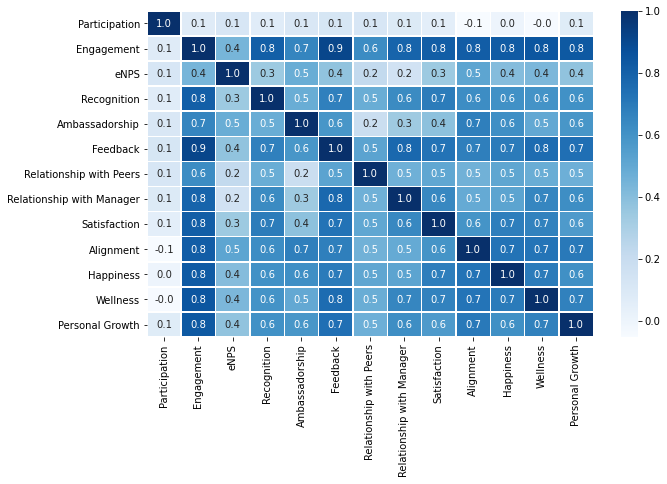 Participation 1.0 0.1 0.1 0.1 0.1 0.1 0.1 0.1 0.1 -0.1 0.0 -0.0 0.1
Engagement 0.1 1.0 0.4 0.8 0.7 0.9 0.6 0.8 0.8 0.8 0.8 0.8 0.8
eNPS 0.1 0.4 1.0 0.3 0.5 0.4 0.2 0.2 0.3 0.5 0.4 0.4 0.4
Recognition 0.1 0.8 0.3 1.0 0.5 0.7 0.5 0.6 0.7 0.6 0.6 0.6 0.6
Ambassadorship 0.1 0.7 0.5 0.5 1.0 0.6 0.2 0.3 0.4 0.7 0.6 0.5 0.6
Feedback 0.1 0.9 0.4 0.7 0.6 1.0 0.5 0.8 0.7 0.7 0.7 0.8 0.7
Relationship with Peers 0.1 0.6 0.2 0.5 0.2 0.5 1.0 0.5 0.5 0.5 0.5 0.5 0.5
Relationship with Manager 0.1 0.8 0.2 0.6 0.3 0.8 0.5 1.0 0.6 0.5 0.5 0.7 0.6
Satisfaction 0.1 0.8 0.3 0.7 0.4 0.7 0.5 0.6 1.0 0.6 0.7 0.7 0.6
Alignment -0.1 0.8 0.5 0.6 0.7 0.7 0.5 0.5 0.6 1.0 0.7 0.7 0.7
Happiness 0.0 0.8 0.4 0.6 0.6 0.7 0.5 0.5 0.7 0.7 1.0 0.7 0.6
Wellness -0.0 0.8 0.4 0.6 0.5 0.8 0.5 0.7 0.7 0.7 0.7 1.0 0.7
Personal Growth 0.1 0.8 0.4 0.6 0.6 0.7 0.5 0.6 0.6 0.7 0.6 0.7 1.0
Participation
Engagement
eNPS
Recognition
Ambassadorship
Feedback
Relationship with Peers
Relationship with Manager
Satisfaction
Alignment
Happiness
Wellness
Personal Growth
1.0
0.8
0.6
0.4
0.2
0.0